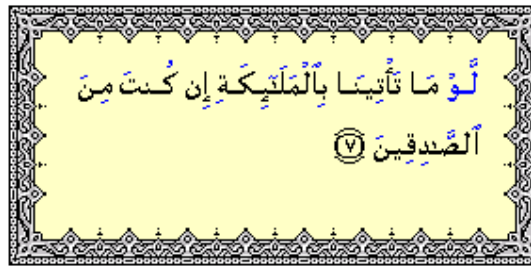 لَّوْ مَا تَأْتِينَا بِٱلْمَلَـٰٓئِكَةِ إِن كُنتَ مِنَ
ٱلصَّـٰدِقِينَ ٧